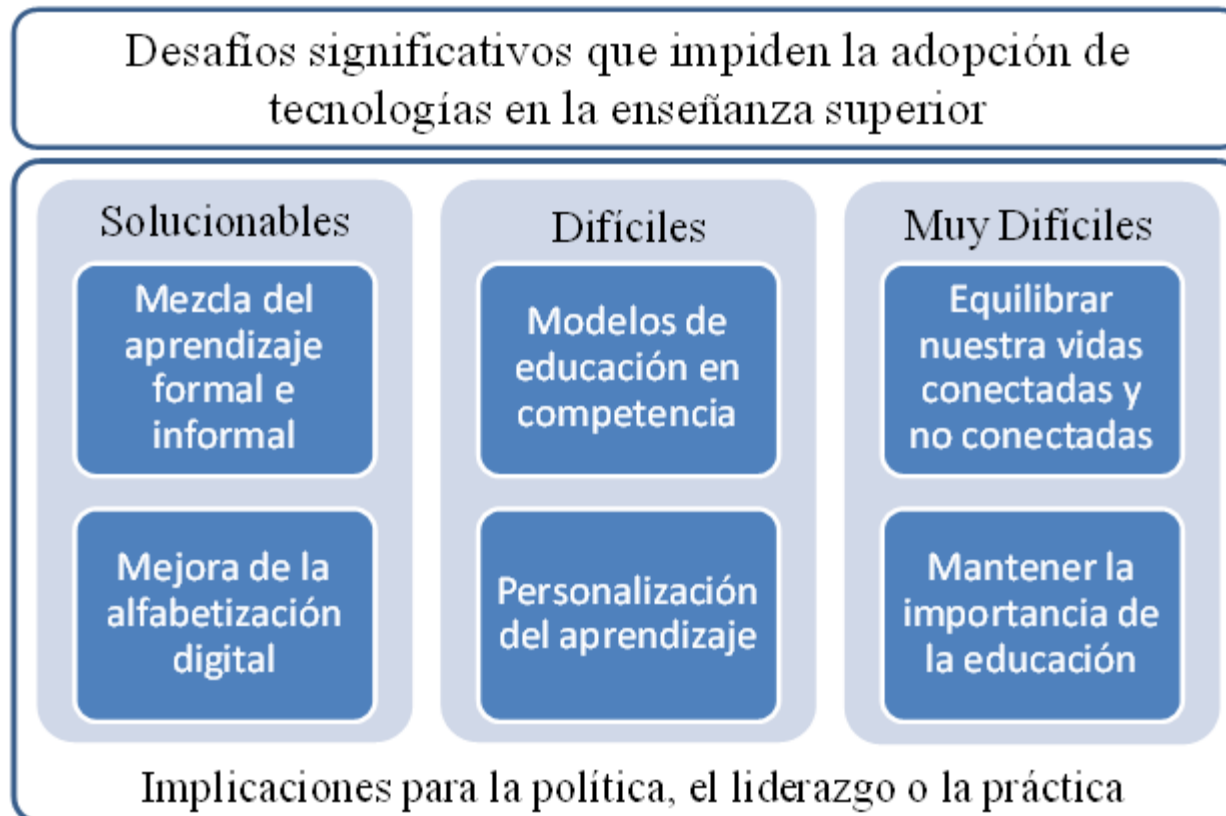 Desafíos significativos que impiden la adopción de
tecnologías en la enseñanza superior
Solucionables
Mezcla del
aprendizaje
formal e
informal
Mejora de la
alfabetización
digital
Difíciles
Modelos de
educación en
competencia
Personalización
del aprendizaje
Muy Difíciles
Equilibrar
nuestra vidas
conectadas y
no conectadas
Mantener la
importancia de
la educación
Implicaciones para la política, el liderazgo o la práctica